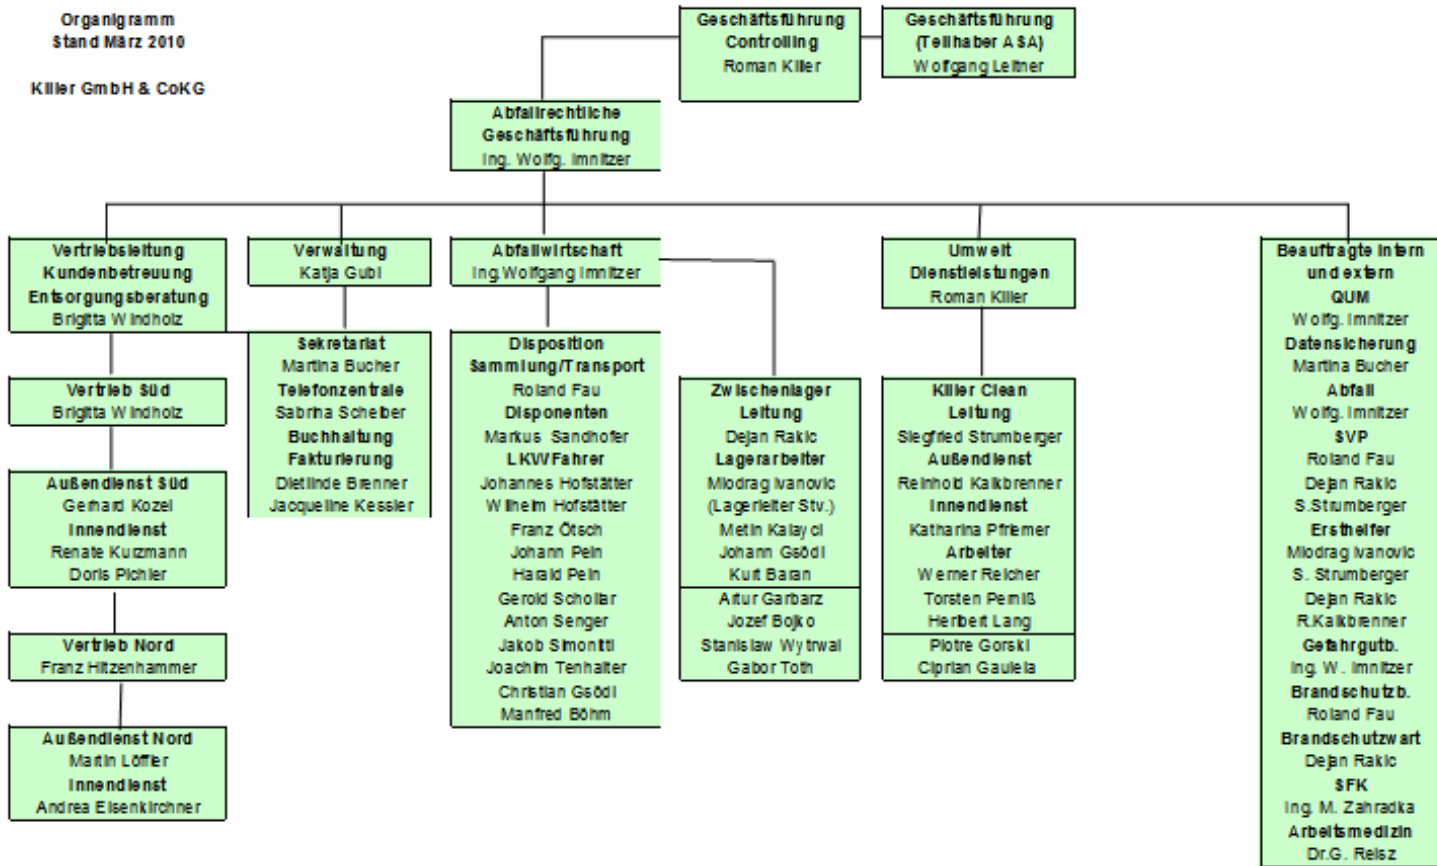 Organigramm
Stand März 2010
Killer GmbH & CoKG
Geschäftsführung
Controlling
Roman Killer
Geschäftsführung
(Teilhaber ASA)
Wolfgang Leitner
Abfallrechtliche
Geschäftsführung
Ing. Wolfg. Imnitzer
Vertriebsleitung
Kundenbetreuung
Entsorgungsberatung
Brigitta Windholz
Vertrieb Süd
Brigitta Windholz
Außendienst Süd
Gerhard Kozel
Innendienst
Renate Kurzmann
Doris Pichler
Vertrieb Nord
Franz Hitzenhammer
Außendienst Nord
Martin Löffler
Innendienst
Andrea Eisenkirchner
Verwaltung
Katja Gubi
Sekretariat
Martina Bucher
Telefonzentrale
Sabrina Scheiber
Buchhaltung
Fakturierung
Dietlinde Brenner
Jacqueline Kessler
Abfallwirtschaft
Ing.Wolfgang Imnitzer
Disposition
Sammlung/Transport
Roland Fau
Disponenten
Markus Sandhofer
LKW Fahrer
Johannes Hofstätter
Wilhelm Hofstätter
Franz Ötsch
Johann Pein
Harald Pein
Gerold Schollar
Anton Senger
Jakob Simonitti
Joachim Tenhalter
Christian Gsödl
Manfred Böhm
Zwischenlager
Leitung
Dejan Rakic
Lagerarbeiter
Miodrag Ivanovic
(Lagerleiter Stv.)
Metin Kalayci
Johann Gsödl
Kurt Baran
Artur Garbarz
Jozef Bojko
Stanislaw Wytrwal
Gabor Toth
Umwelt
Dienstleistungen
Roman Killer
Killer Clean
Leitung
Siegfried Strumberger
Außendienst
Reinhold Kalkbrenner
Innendienst
Katharina Pfriemer
Arbeiter
Werner Reicher
Torsten Perniß
Heribert Lang
Piotre Gorski
Ciprian Gaulela
Beauftragte intern
und extern
QUM
Wolfg. Imnitzer
Datensicherung
Martina Bucher
Abfall
Wolfg. Imnitzer
SVP
Roland Fau
Dejan Rakic
S.Strumberger
Ersthelfer
Miodrag Ivanovic
S. Strumberger
Dejan Rakic
R.Kalkbrenner
Gefahrgutb.
Ing. W. Imnitzer
Brandschutzb.
Roland Fau
Brandschutzwart
Dejan Rakic
SFK
Ing. M. Zahradka
Arbeitsmedizin
Dr.G. Reisz